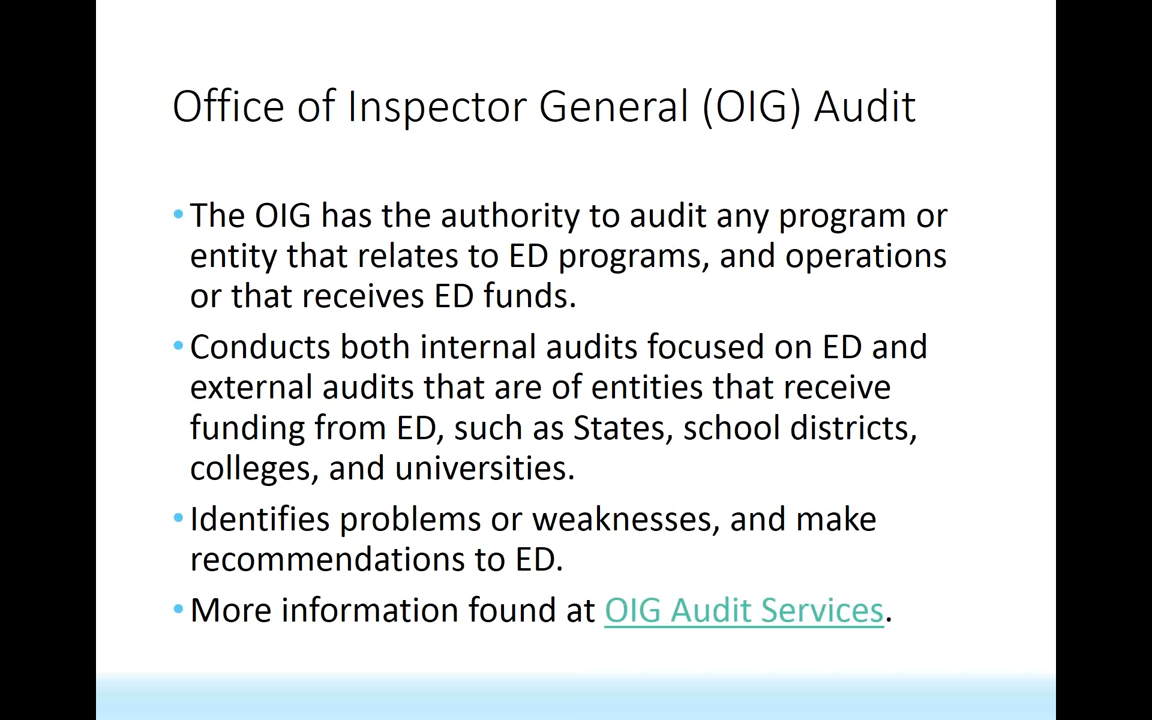 Office of Inspector General (OIG) Audit
•The OIG has the authority to audit any program or
entity that relates to ED programs, and operations
or that receives ED funds.
•Conducts both internal audits focused on ED and
external audits that are of entities that receive
funding from ED, such as States, school districts,
colleges, and universities.
•Identifies problems or weaknesses, and make
recommendations to ED.
•More information found at OIG Audit Services.